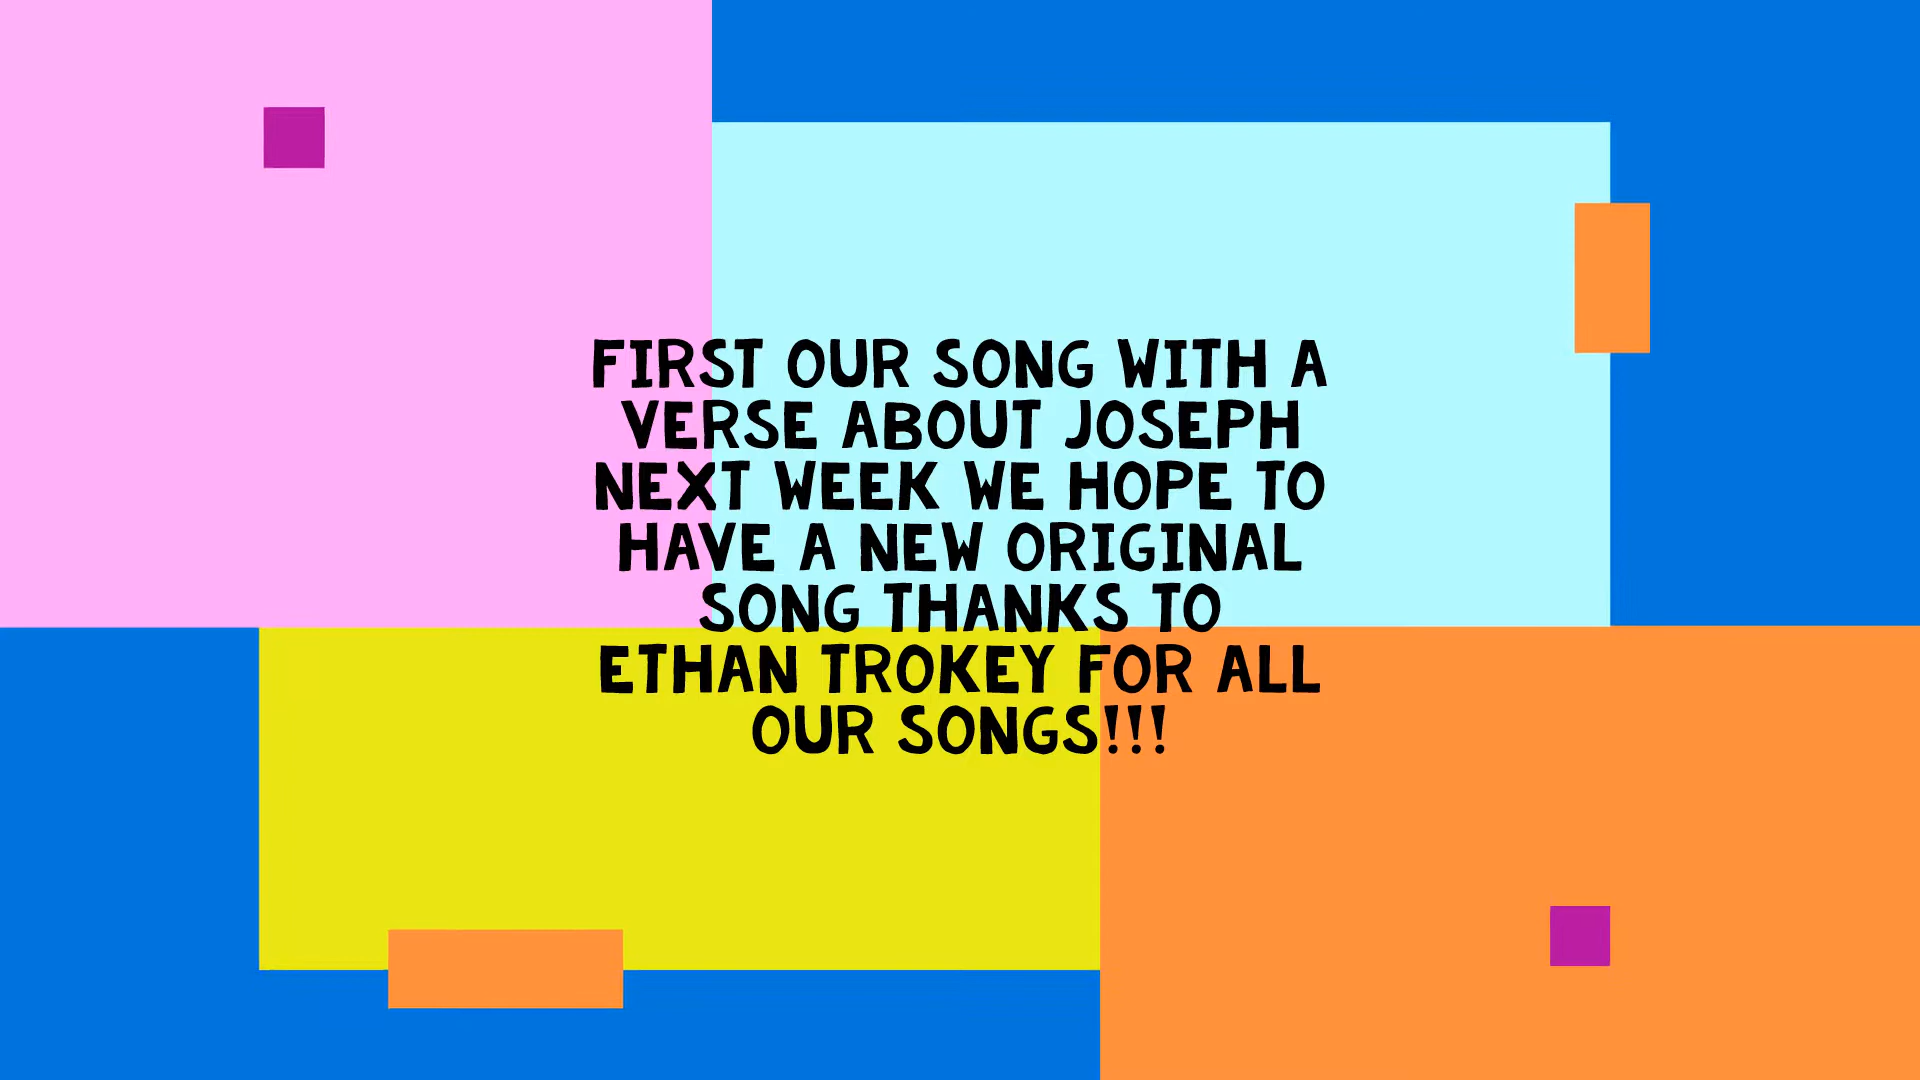 FIRST OUR SONG WITH A
VERSE ABOUT JOSEPH
NEXT WEEK WE HOPE TO
HAVE A NEW ORIGINAL
SONG THANKS TO
ETHAN TROKEY FOR ALL
OUR SONGS!!!